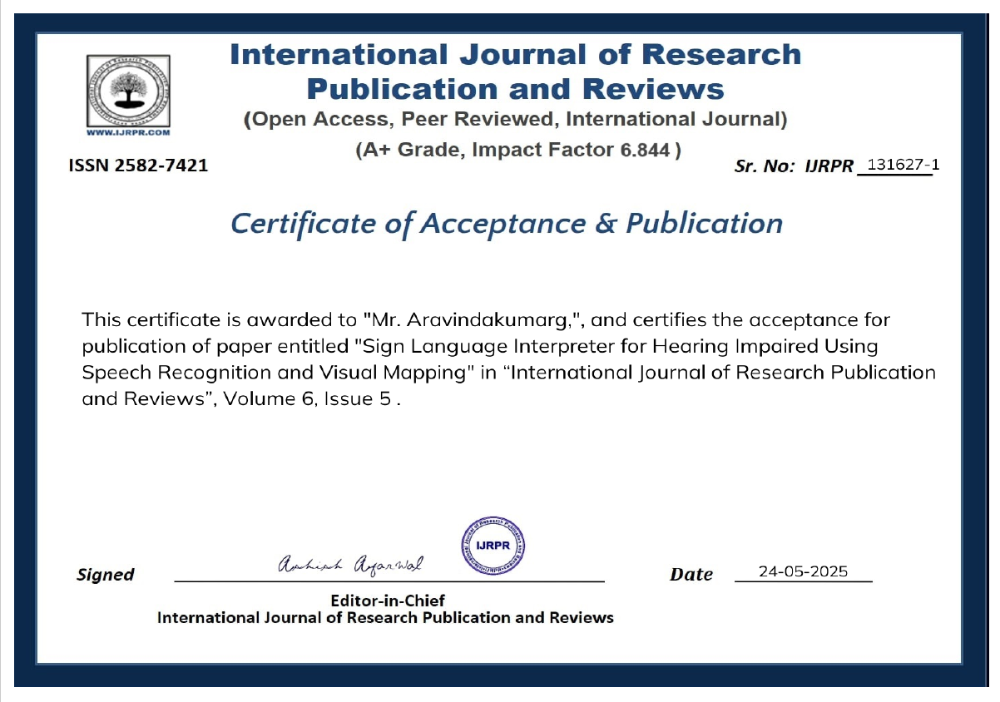 International Journal of Research
Publication and Reviews
(Open Access, Peer Reviewed, International Journal)
(A+ Grade, Impact Factor 6.844 )
WWW.IJRPR.COM
ISSN 2582-7421
Sr. No: IJRPR 131627-1
Certificate of Acceptance & Publication
This certificate is awarded to "Mr. Aravindakumarg,", and certifies the acceptance for
publication of paper entitled "Sign Language Interpreter for Hearing Impaired Using
Speech Recognition and Visual Mapping" in “International Journal of Research Publication
and Reviews”, Volume 6, Issue 5 .
IJRPR
Signed Ashish Agarwal
Date 24-05-2025
Editor-in-Chief
International Journal of Research Publication and Reviews